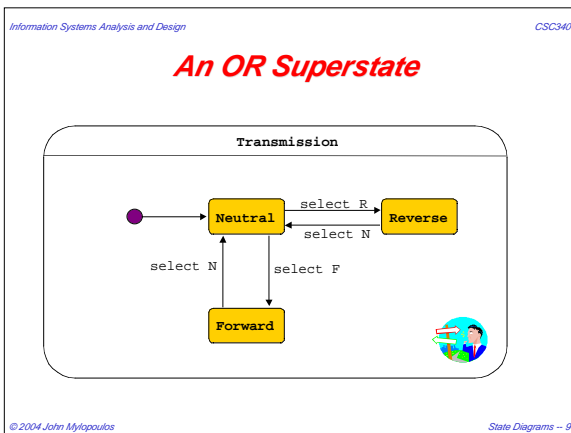 Information Systems Analysis and Design
CSC340
An OR Superstate
Transmission
select R
Neutral
Reverse
select N
select N
select F
Forward
© 2004 John Mylopoulos
State Diagrams -- 9